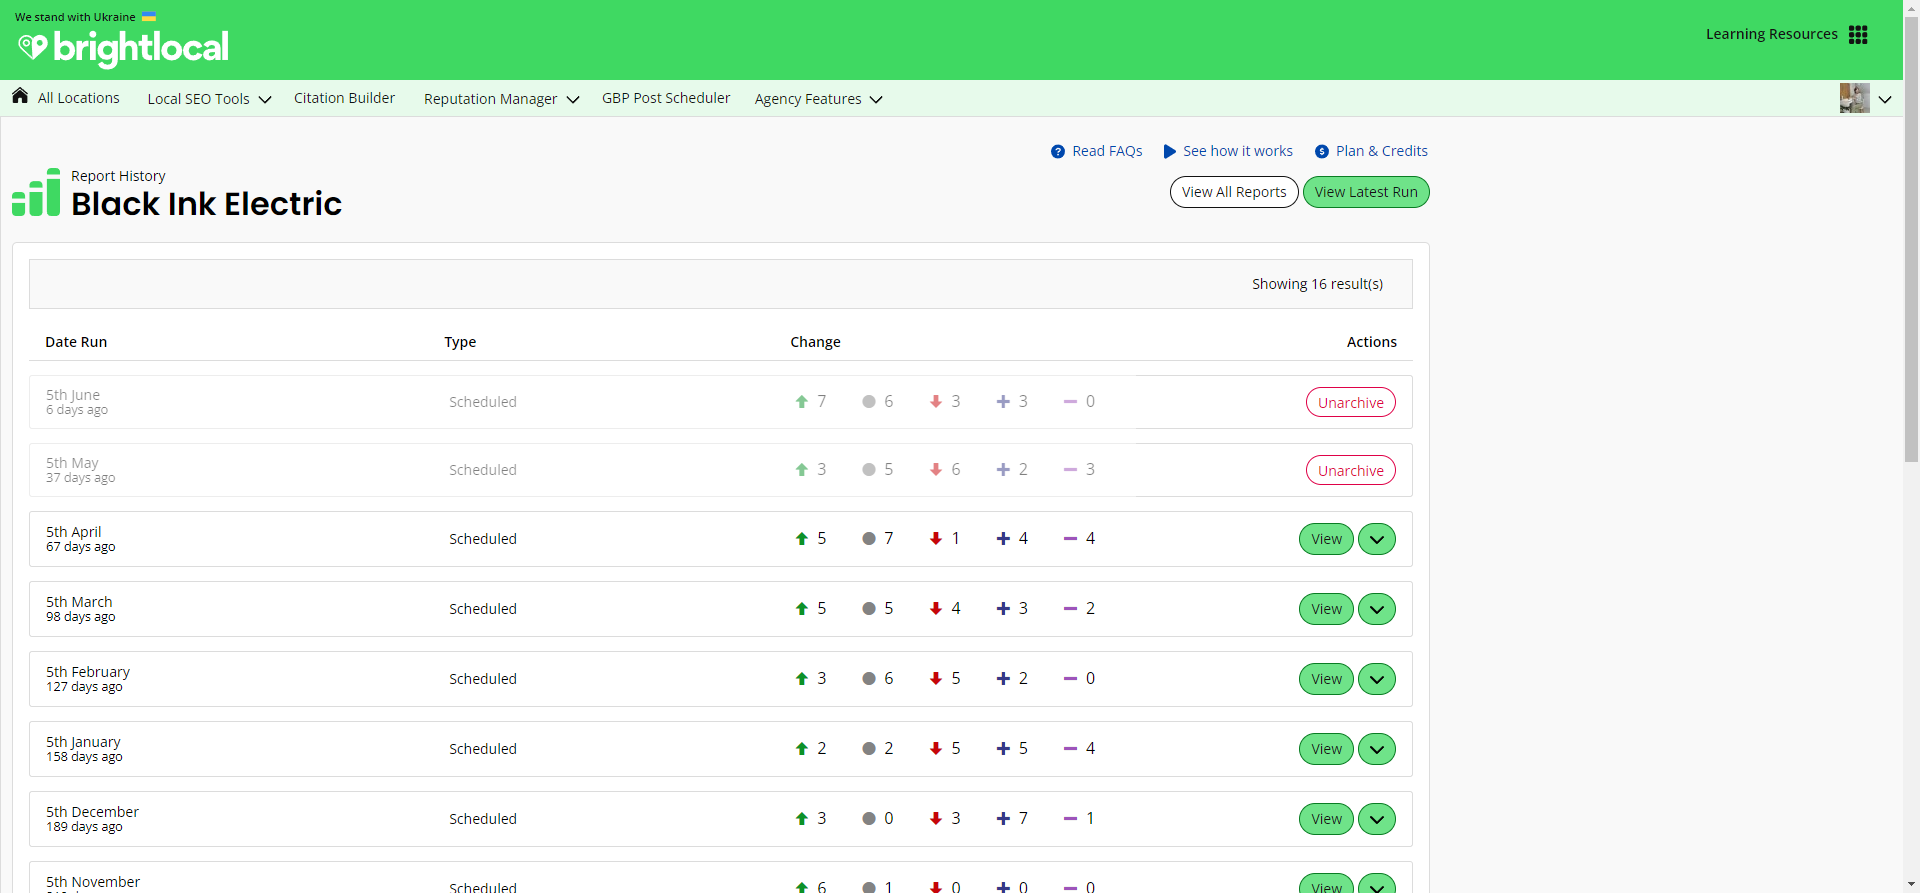 We stand with Ukraine
brightlocal
Learning Resources
All Locations
Local SEO Tools
Citation Builder
Reputation Manager
GBP Post Scheduler
Agency Features
Read FAQs
See how it works
Plan & Credits
Report History
Black Ink Electric
View All Reports
View Latest Run
Showing 16 result(s)
Date Run Type Change Actions
5th June
6 days ago
Scheduled 7 6 3 3 0 Unarchive
5th May
37 days ago
Scheduled 3 5 6 2 3 Unarchive
5th April
67 days ago
Scheduled 5 7 1 4 4 View
5th March
98 days ago
Scheduled 5 5 4 3 2 View
5th February
127 days ago
Scheduled 3 6 5 2 0 View
5th January
158 days ago
Scheduled 2 2 5 5 4 View
5th December
189 days ago
Scheduled 3 0 3 7 1 View
5th November
Scheduled 6 1 0 0 0 View